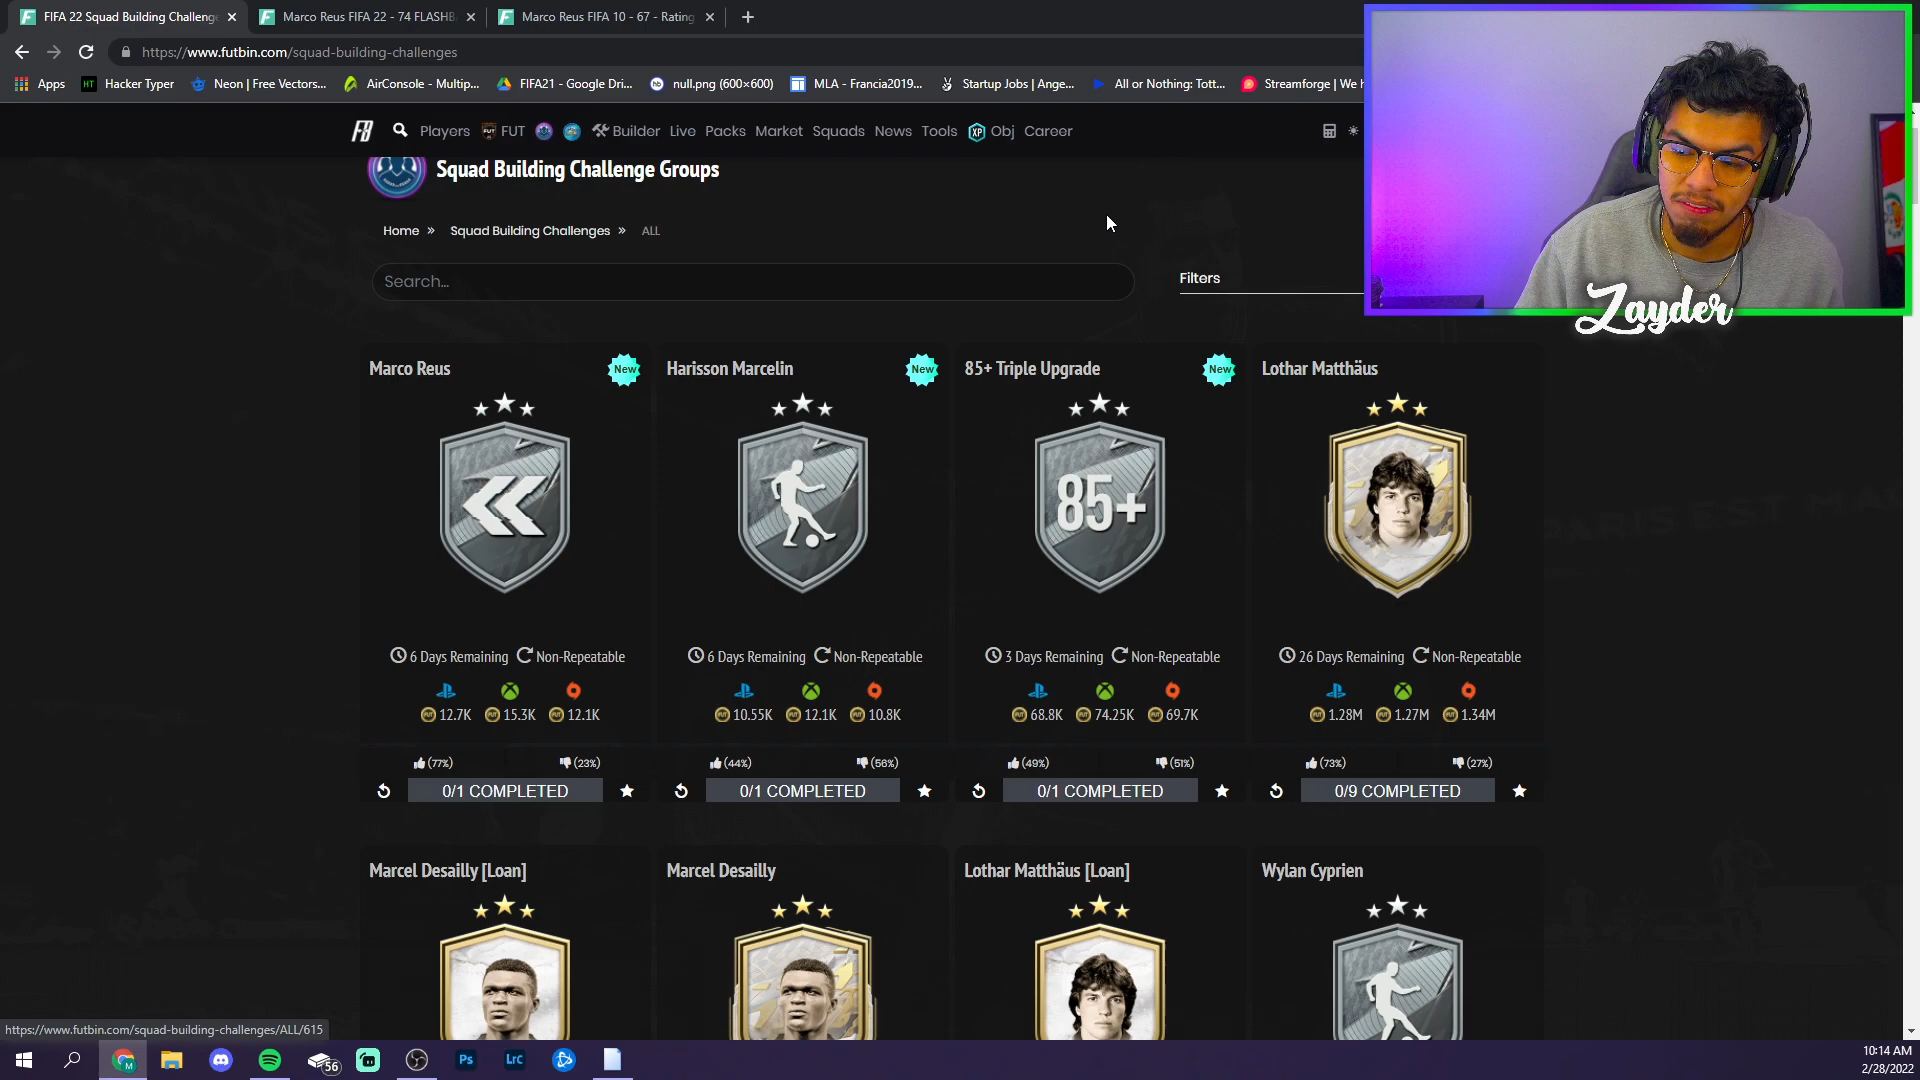 FIFA 22 Squad Building Challenge
Marco Reus FIFA 22 - 74 FLASHB
Marco Reus FIFA 10 - 67 - Rating
https://www.futbin.com/squad-building-challenges
Apps
HT Hacker Typer
Neon | Free Vectors...
AirConsole - Multip...
FIFA21 - Google Dri...
null.png (600×600)
MLA - Francia2019...
Startup Jobs | Ange...
All or Nothing: Tott...
Streamforge | We h
Players FUT Builder Live Packs Market Squads News Tools XP Obj Career
Squad Building Challenge Groups
Home » Squad Building Challenges » ALL
Search...
Filters
Zayder
Marco Reus New
Harisson Marcelin New
85+ Triple Upgrade New
Lothar Matthäus
85+
6 Days Remaining Non-Repeatable
6 Days Remaining Non-Repeatable
3 Days Remaining Non-Repeatable
26 Days Remaining Non-Repeatable
12.7K 15.3K 12.1K
10.55K 12.1K 10.8K
68.8K 74.25K 69.7K
1.28M 1.27M 1.34M
(77%) (23%)
(44%) (56%)
(49%) (51%)
(73%) (27%)
0/1 COMPLETED
0/1 COMPLETED
0/1 COMPLETED
0/9 COMPLETED
Marcel Desailly [Loan]
Marcel Desailly
Lothar Matthäus [Loan]
Wylan Cyprien
https://www.futbin.com/squad-building-challenges/ALL/615
56
Ps
Lrc
10:14 AM
2/28/2022